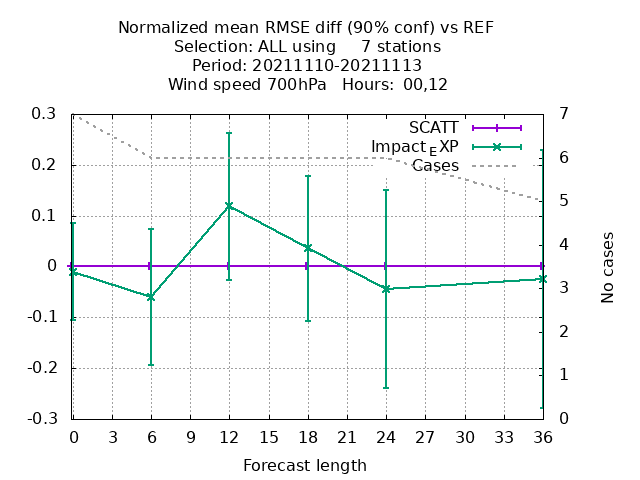 Normalized mean RMSE diff (90% conf) vs REF
Selection: ALL using 7 stations
Period: 20211110-20211113
Wind speed 700hPa Hours: 00,12
0.3
0.2
0.1
0
-0.1
-0.2
-0.3
7
6
5
4
3
2
1
0
SCATT
Impact_EXP
Cases
No cases
0 3 6 9 12 15 18 21 24 27 30 33 36
Forecast length